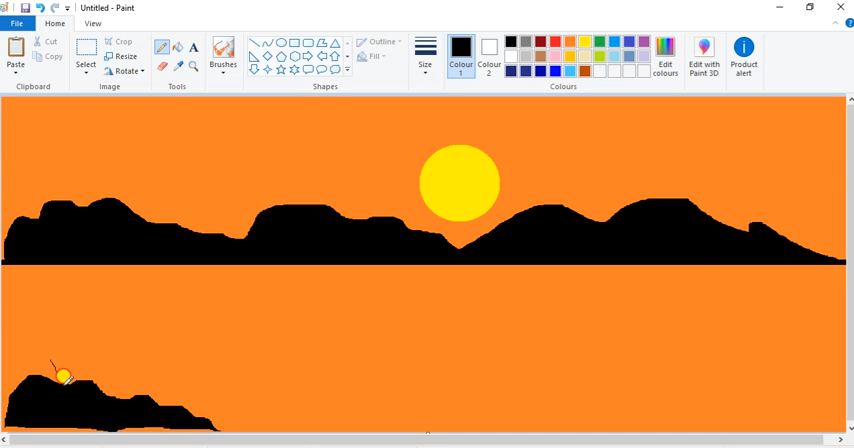 Untitled - Paint
File Home View
Paste
Cut
Copy
Clipboard
Select
Crop
Resize
Rotate
Image
A
Tools
Brushes
Outline
Fill
Shapes
Size
Colour 1
Colour 2
Edit colours
Colours
Edit with Paint 3D
Product alert